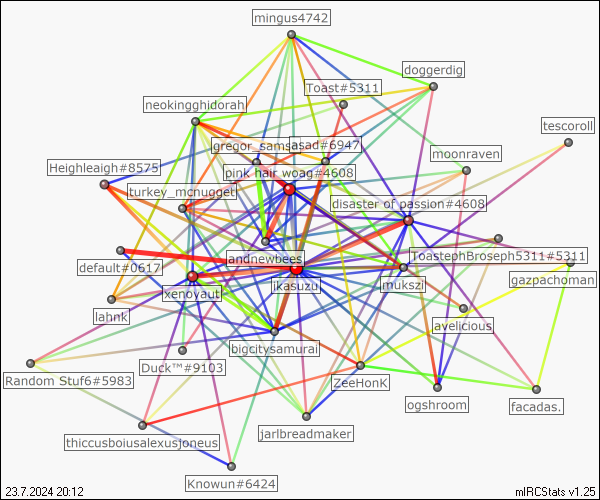 mingus4742
doggerdig
Toast#5311
neokingghidorah
tescoroll
gregor_samsa
asad#6947
moonraven
Heighleigh#8575
pink hair woag#4608
turkey_mcnugget
disaster of passion#4608
andnewbees
ToastephBroseph5311#5311
default#0617
xenoyaut
ikasuzu
mukszi
gazpachoman
lahnk
avelicious
bigcitysamurai
Duck™#9103
Random Stuf6#5983
ZeeHonK
ogshroom
facadas.
jarlbreadmaker
thiccusboiusalexusjoneus
Knowun#6424
23.7.2024 20:12
mIRCStats v1.25